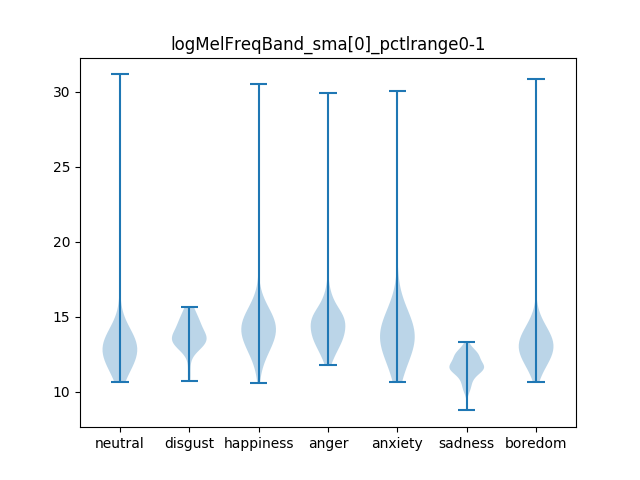 logMelFreqBand_sma[0]_pctlrange0-1
30
25
20
15
10
neutral disgust happiness anger anxiety sadness boredom